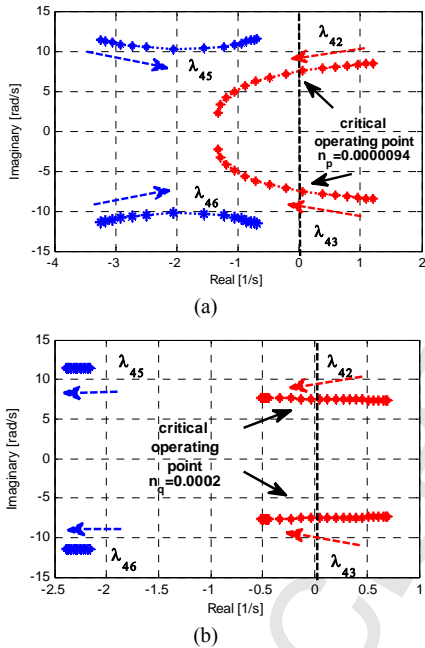 15
10
5
0
-5
-10
-15
Imaginary [rad/s]
λ45
λ42
critical
operating point
np=0.0000094
λ46
λ43
-4 -3 -2 -1 0 1 2
Real [1/s]
(a)
15
10
5
0
-5
-10
-15
Imaginary [rad/s]
λ45
λ42
critical
operating
point
nq=0.0002
λ46
λ43
-2.5 -2 -1.5 -1 -0.5 0 0.5 1
Real [1/s]
(b)